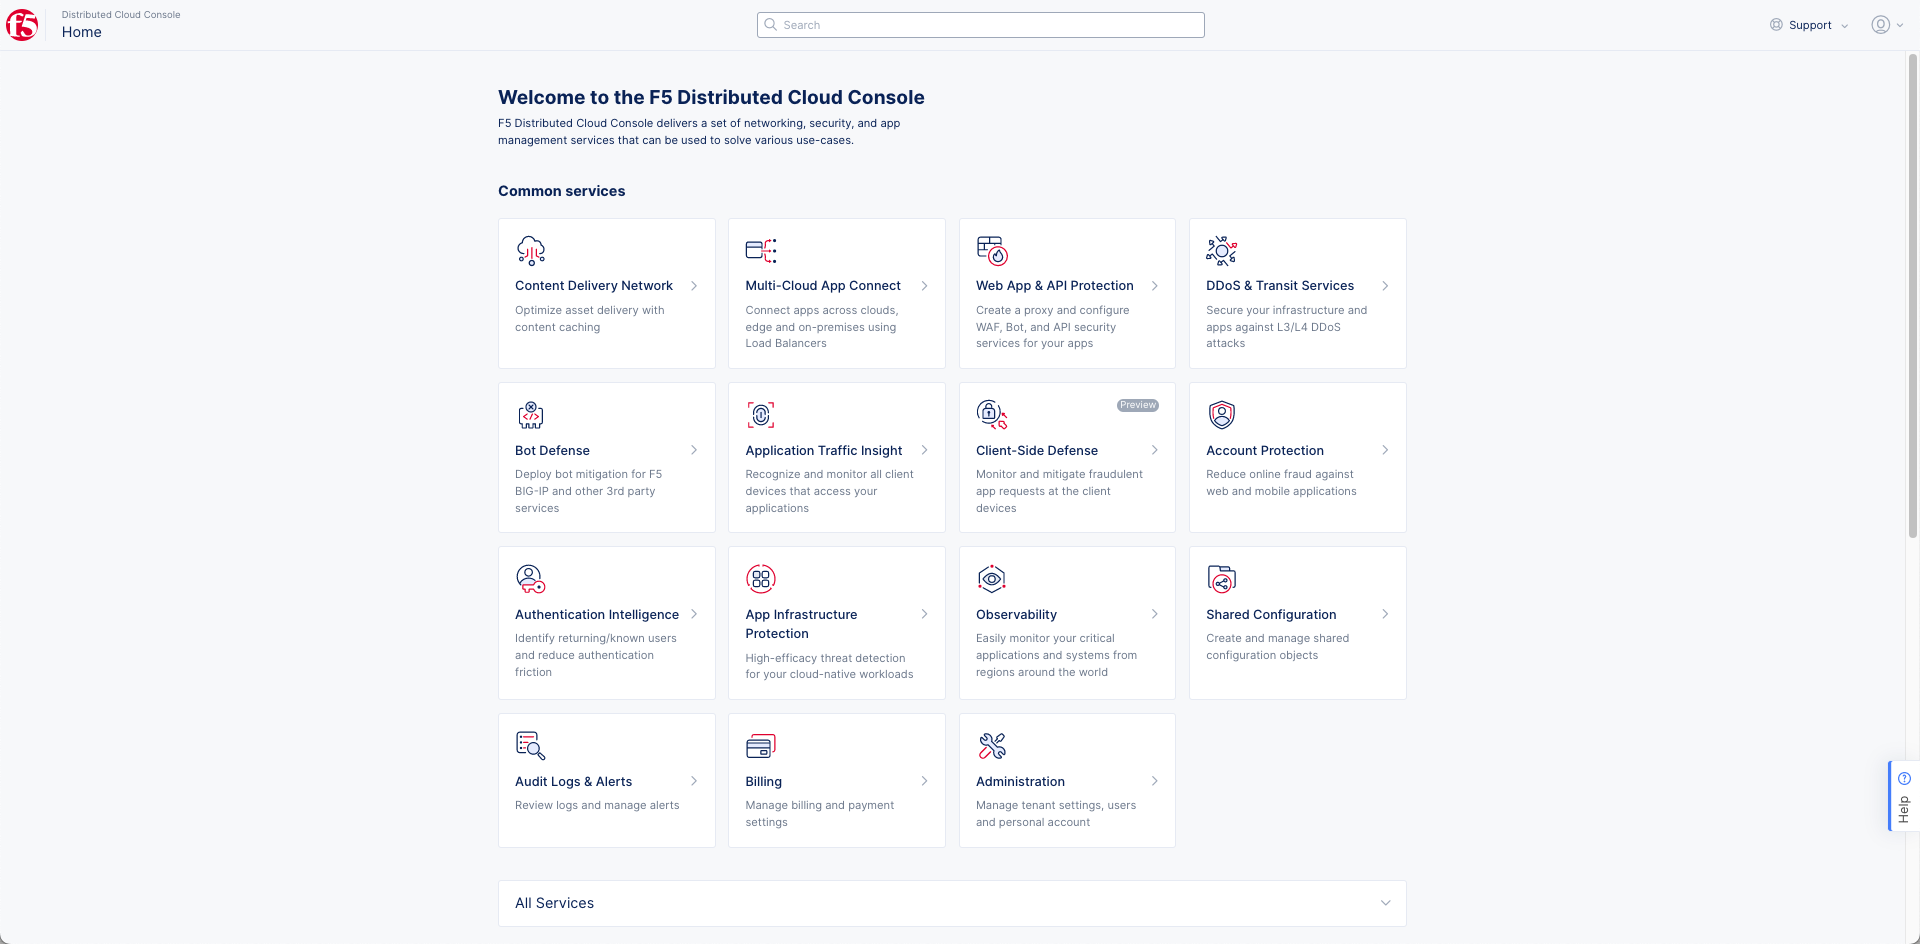 f5
Distributed Cloud Console
Home
Search
Support
Welcome to the F5 Distributed Cloud Console
F5 Distributed Cloud Console delivers a set of networking, security, and app
management services that can be used to solve various use-cases.
Common services
Content Delivery Network
Optimize asset delivery with
content caching
Multi-Cloud App Connect
Connect apps across clouds,
edge and on-premises using
Load Balancers
Web App & API Protection
Create a proxy and configure
WAF, Bot, and API security
services for your apps
DDoS & Transit Services
Secure your infrastructure and
apps against L3/L4 DDoS
attacks
Bot Defense
Deploy bot mitigation for F5
BIG-IP and other 3rd party
services
Application Traffic Insight
Recognize and monitor all client
devices that access your
applications
Preview
Client-Side Defense
Monitor and mitigate fraudulent
app requests at the client
devices
Account Protection
Reduce online fraud against
web and mobile applications
Authentication Intelligence
Identify returning/known users
and reduce authentication
friction
App Infrastructure
Protection
High-efficacy threat detection
for your cloud-native workloads
Observability
Easily monitor your critical
applications and systems from
regions around the world
Shared Configuration
Create and manage shared
configuration objects
Audit Logs & Alerts
Review logs and manage alerts
Billing
Manage billing and payment
settings
Administration
Manage tenant settings, users
and personal account
Help
All Services